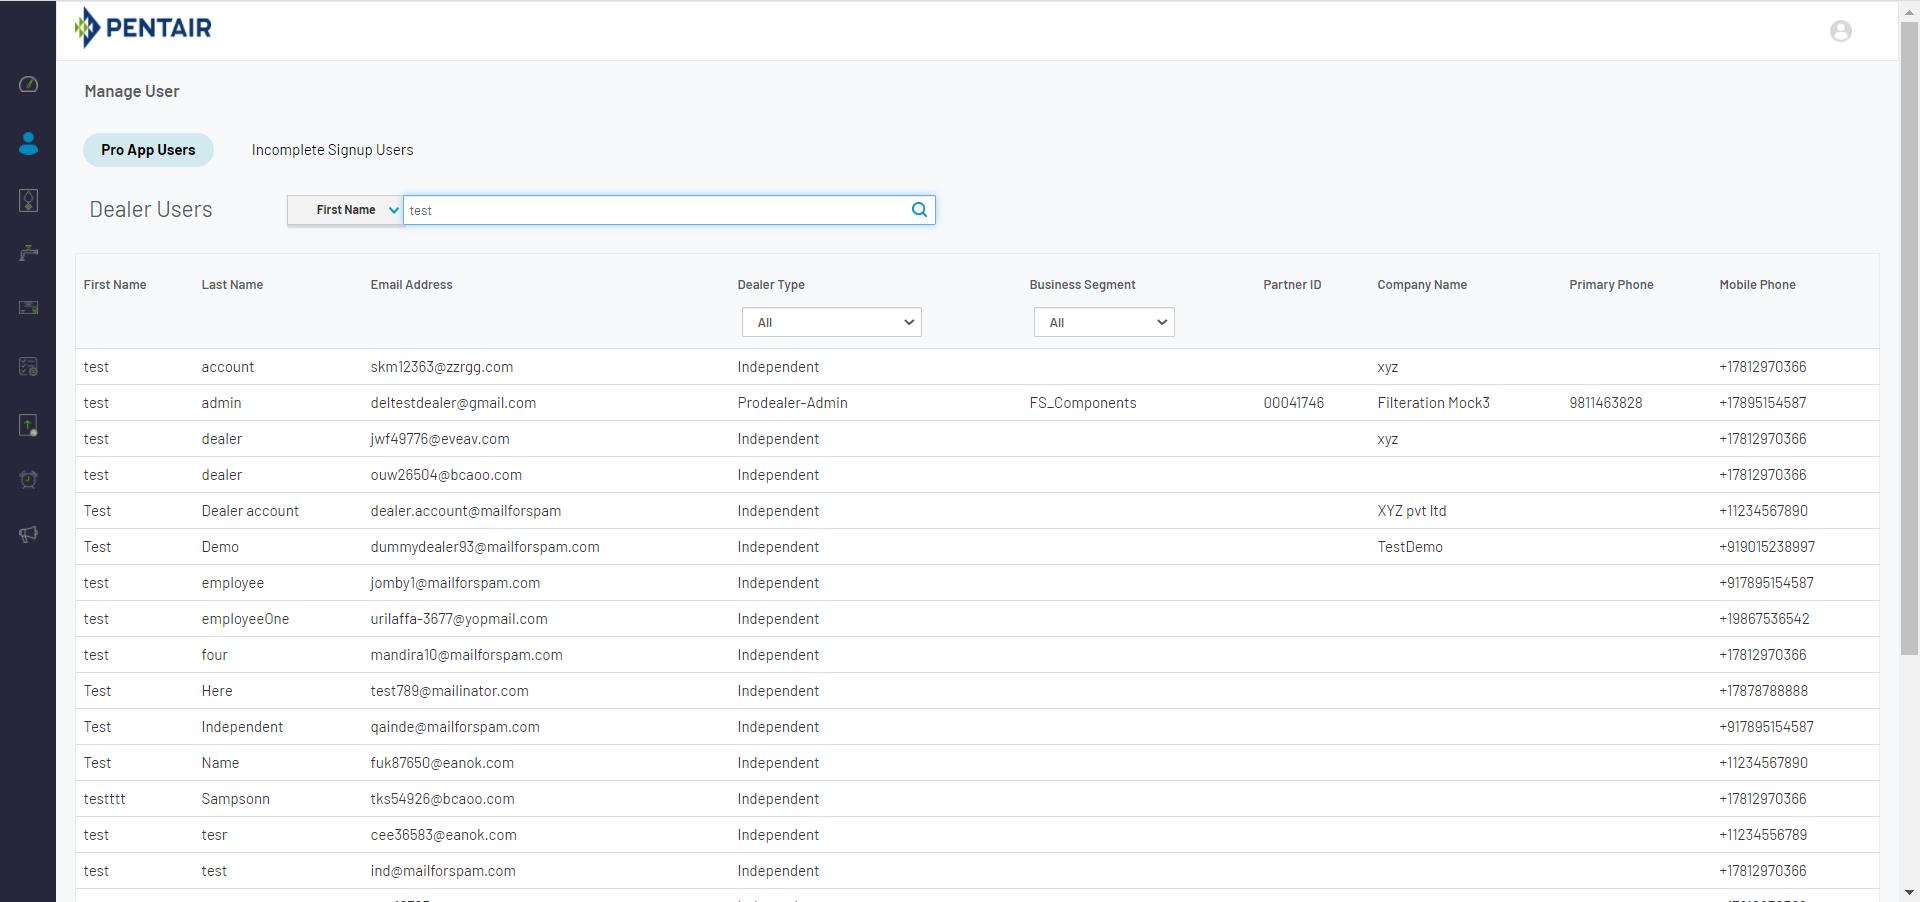 PENTAIR
Manage User
Pro App Users Incomplete Signup Users
Dealer Users First Name test
First Name Last Name Email Address Dealer Type Business Segment Partner ID Company Name Primary Phone Mobile Phone
All All
test account skm12363@zzrgg.com Independent xyz +17812970366
test admin deltestdealer@gmail.com Prodealer-Admin FS_Components 00041746 Filteration Mock3 9811463828 +17895154587
test dealer jwf49776@eveav.com Independent xyz +17812970366
test dealer ouw26504@bcaoo.com Independent +17812970366
Test Dealer account dealer.account@mailforspam Independent XYZ pvt ltd +11234567890
Test Demo dummydealer93@mailforspam.com Independent TestDemo +919015238997
test employee jomby1@mailforspam.com Independent +917895154587
test employeeOne urilaffa-3677@yopmail.com Independent +19867536542
test four mandira10@mailforspam.com Independent +17812970366
Test Here test789@mailinator.com Independent +17878788888
Test Independent qainde@mailforspam.com Independent +917895154587
Test Name fuk87650@eanok.com Independent +11234567890
testttt Sampsonn tks54926@bcaoo.com Independent +17812970366
test tesr cee36583@eanok.com Independent +11234556789
test test ind@mailforspam.com Independent +17812970366